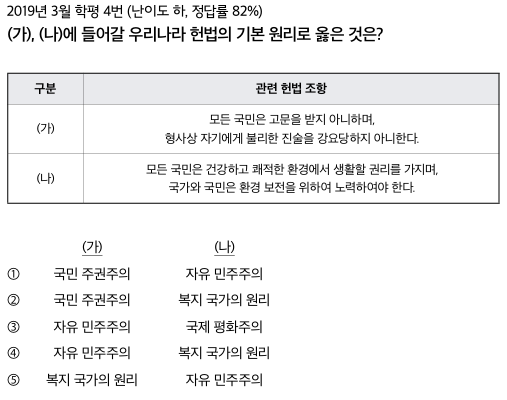 2019년 3월 학평 4번 (난이도 하, 정답률 82%)
(가), (나)에 들어갈 우리나라 헌법의 기본 원리로 옳은 것은?
구분 관련 헌법 조항
(가) 모든 국민은 고문을 받지 아니하며,
형사상 자기에게 불리한 진술을 강요당하지 아니한다.
(나) 모든 국민은 건강하고 쾌적한 환경에서 생활할 권리를 가지며,
국가와 국민은 환경 보전을 위하여 노력하여야 한다.
(가) (나)
① 국민 주권주의 자유 민주주의
② 국민 주권주의 복지 국가의 원리
③ 자유 민주주의 국제 평화주의
④ 자유 민주주의 복지 국가의 원리
⑤ 복지 국가의 원리 자유 민주주의